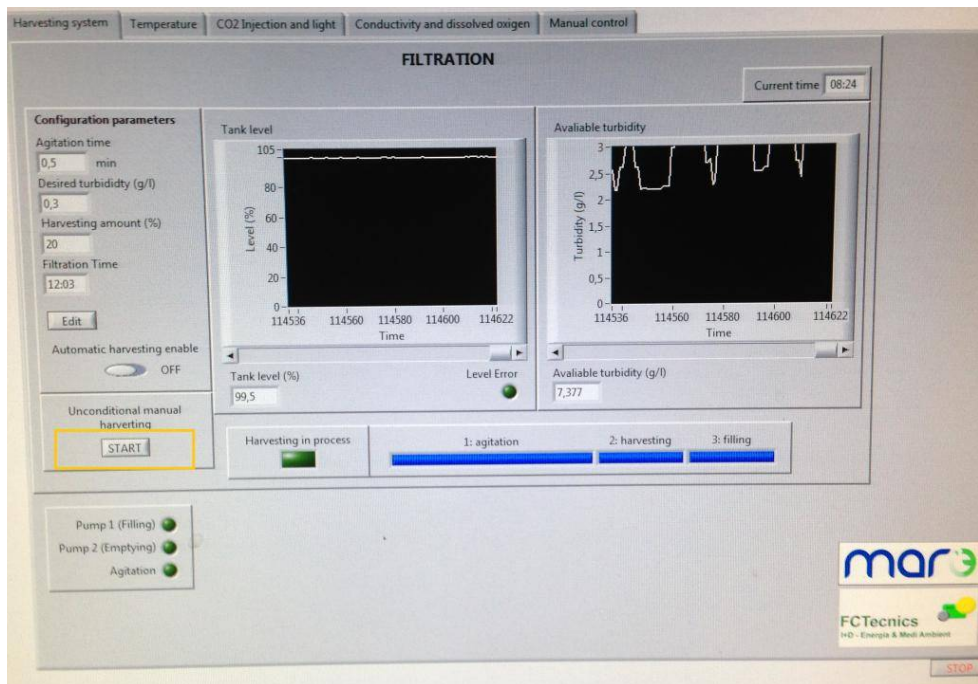 Harvesting system
Temperature
CO2 Injection and light
Conductivity and dissolved oxigen
Manual control
FILTRATION
Current time 08:24
Configuration parameters
Agitation time
0,5 min
Desired turbididty (g/l)
0,3
Harvesting amount (%)
20
Filtration Time
12:03
Edit
Automatic harvesting enable
OFF
Unconditional manual
harverting
START
Tank level
105
80
60
40
20
0
Level (%)
114536 114560 114580 114600 114622
Time
Tank level (%)
99,5
Level Error
Avaliable turbidity
3
2,5
2
1,5
1
0,5
0
Turbidity (g/l)
114536 114560 114580 114600 114622
Time
Avaliable turbidity (g/l)
7,377
Harvesting in process
1: agitation
2: harvesting
3: filling
Pump 1 (Filling)
Pump 2 (Emptying)
Agitation
mar3
FCTecnics
I+D - Energia & Medi Ambient
STOP